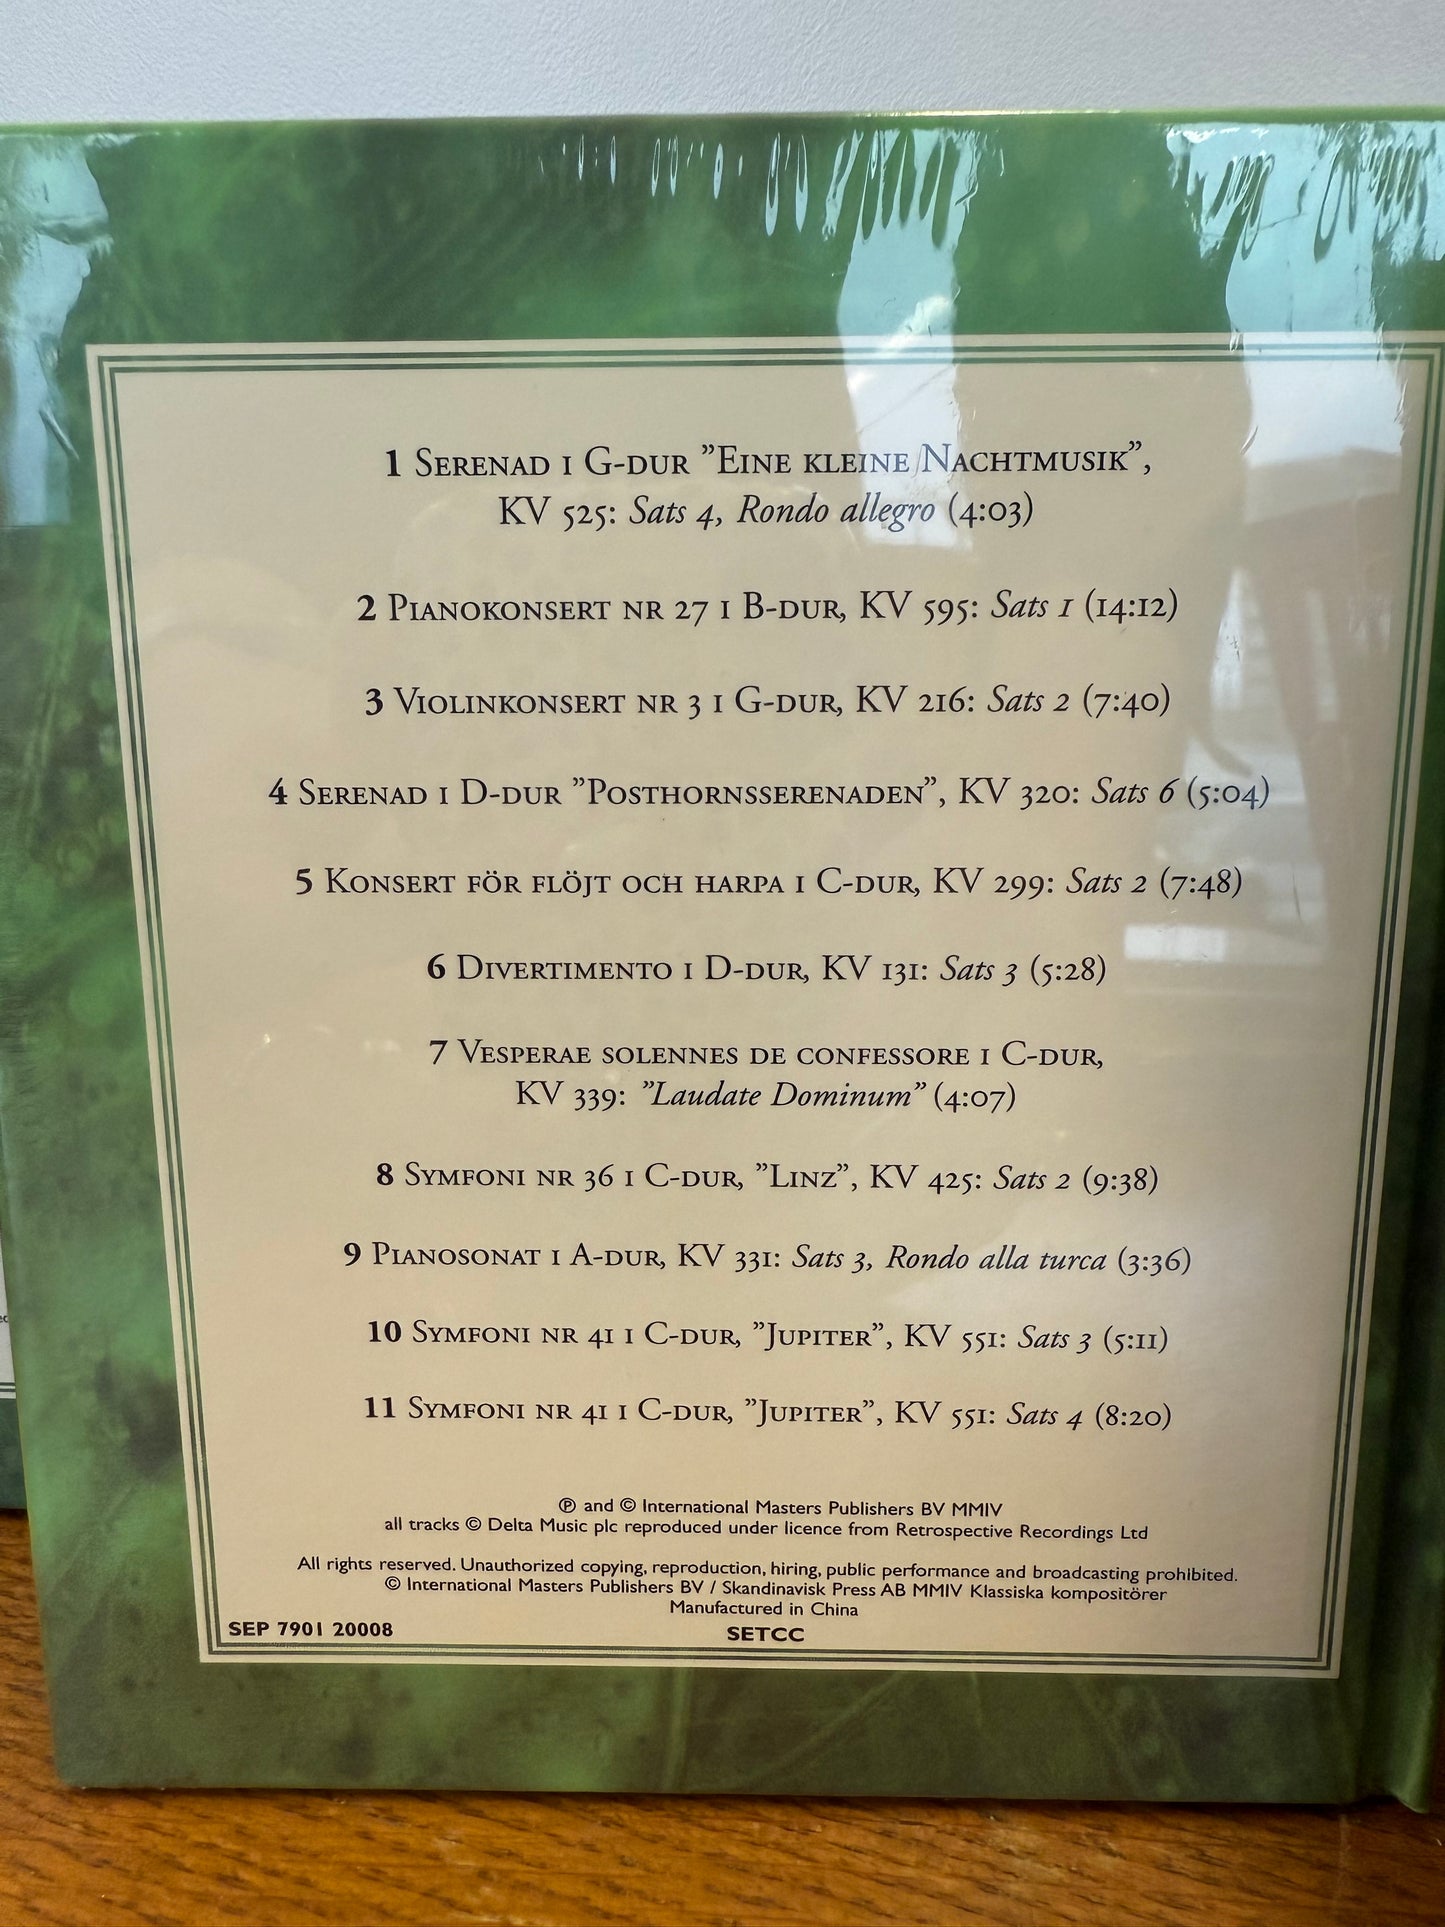 1 Serenad i G-dur ”Eine kleine Nachtmusik”,
KV 525: Sats 4, Rondo allegro (4:03)
2 Pianokonsert nr 27 i B-dur, KV 595: Sats 1 (14:12)
3 Violinkonsert nr 3 i G-dur, KV 216: Sats 2 (7:40)
4 Serenad i D-dur ”Posthornsserenaden”, KV 320: Sats 6 (5:04)
5 Konsert för flöjt och harpa i C-dur, KV 299: Sats 2 (7:48)
6 Divertimento i D-dur, KV 131: Sats 3 (5:28)
7 Vesperae solennes de confessore i C-dur,
KV 339: ”Laudate Dominum” (4:07)
8 Symfoni nr 36 i C-dur, ”Linz”, KV 425: Sats 2 (9:38)
9 Pianosonat i A-dur, KV 331: Sats 3, Rondo alla turca (3:36)
10 Symfoni nr 41 i C-dur, ”Jupiter”, KV 551: Sats 3 (5:11)
11 Symfoni nr 41 i C-dur, ”Jupiter”, KV 551: Sats 4 (8:20)
℗ and © International Masters Publishers BV MMIV
all tracks © Delta Music plc reproduced under licence from Retrospective Recordings Ltd
All rights reserved. Unauthorized copying, reproduction, hiring, public performance and broadcasting prohibited.
© International Masters Publishers BV / Skandinavisk Press AB MMIV Klassiska kompositörer
Manufactured in China
SEP 7901 20008
SETCC